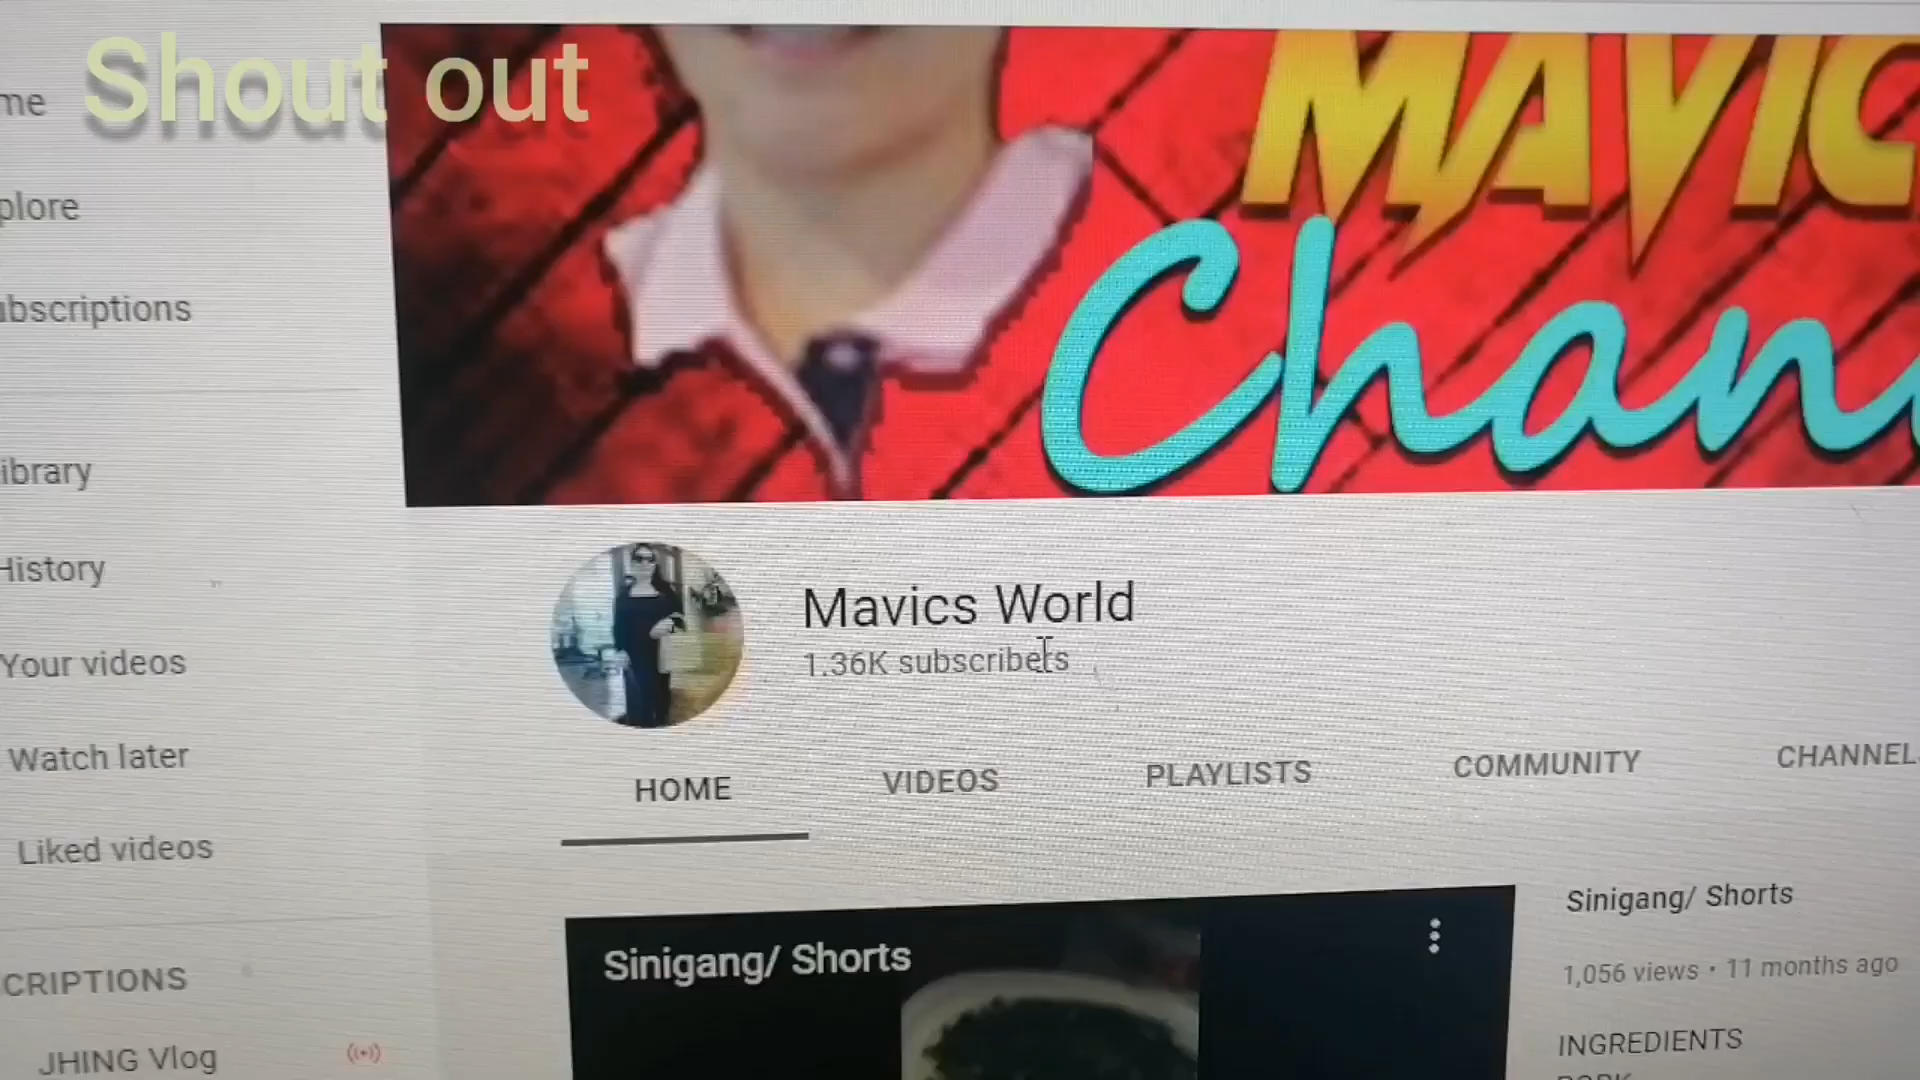 Shout out
MAVIC
Chan
me
plore
ubscriptions
ibrary
History
Your videos
Watch later
Liked videos
CRIPTIONS
JHING Vlog
Mavics World
1.36K subscribers
HOME VIDEOS PLAYLISTS COMMUNITY CHANNEL
Sinigang/ Shorts
Sinigang/ Shorts
1,056 views • 11 months ago
INGREDIENTS